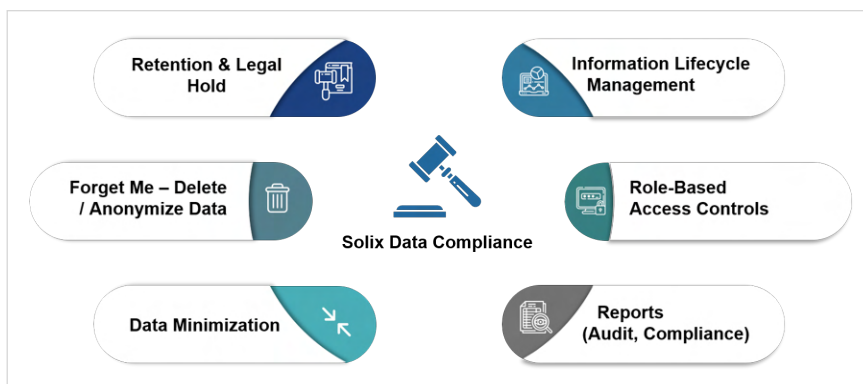 Retention & Legal
Hold
Information Lifecycle
Management
Forget Me – Delete
/ Anonymize Data
Solix Data Compliance
Role-Based
Access Controls
Data Minimization
Reports
(Audit, Compliance)